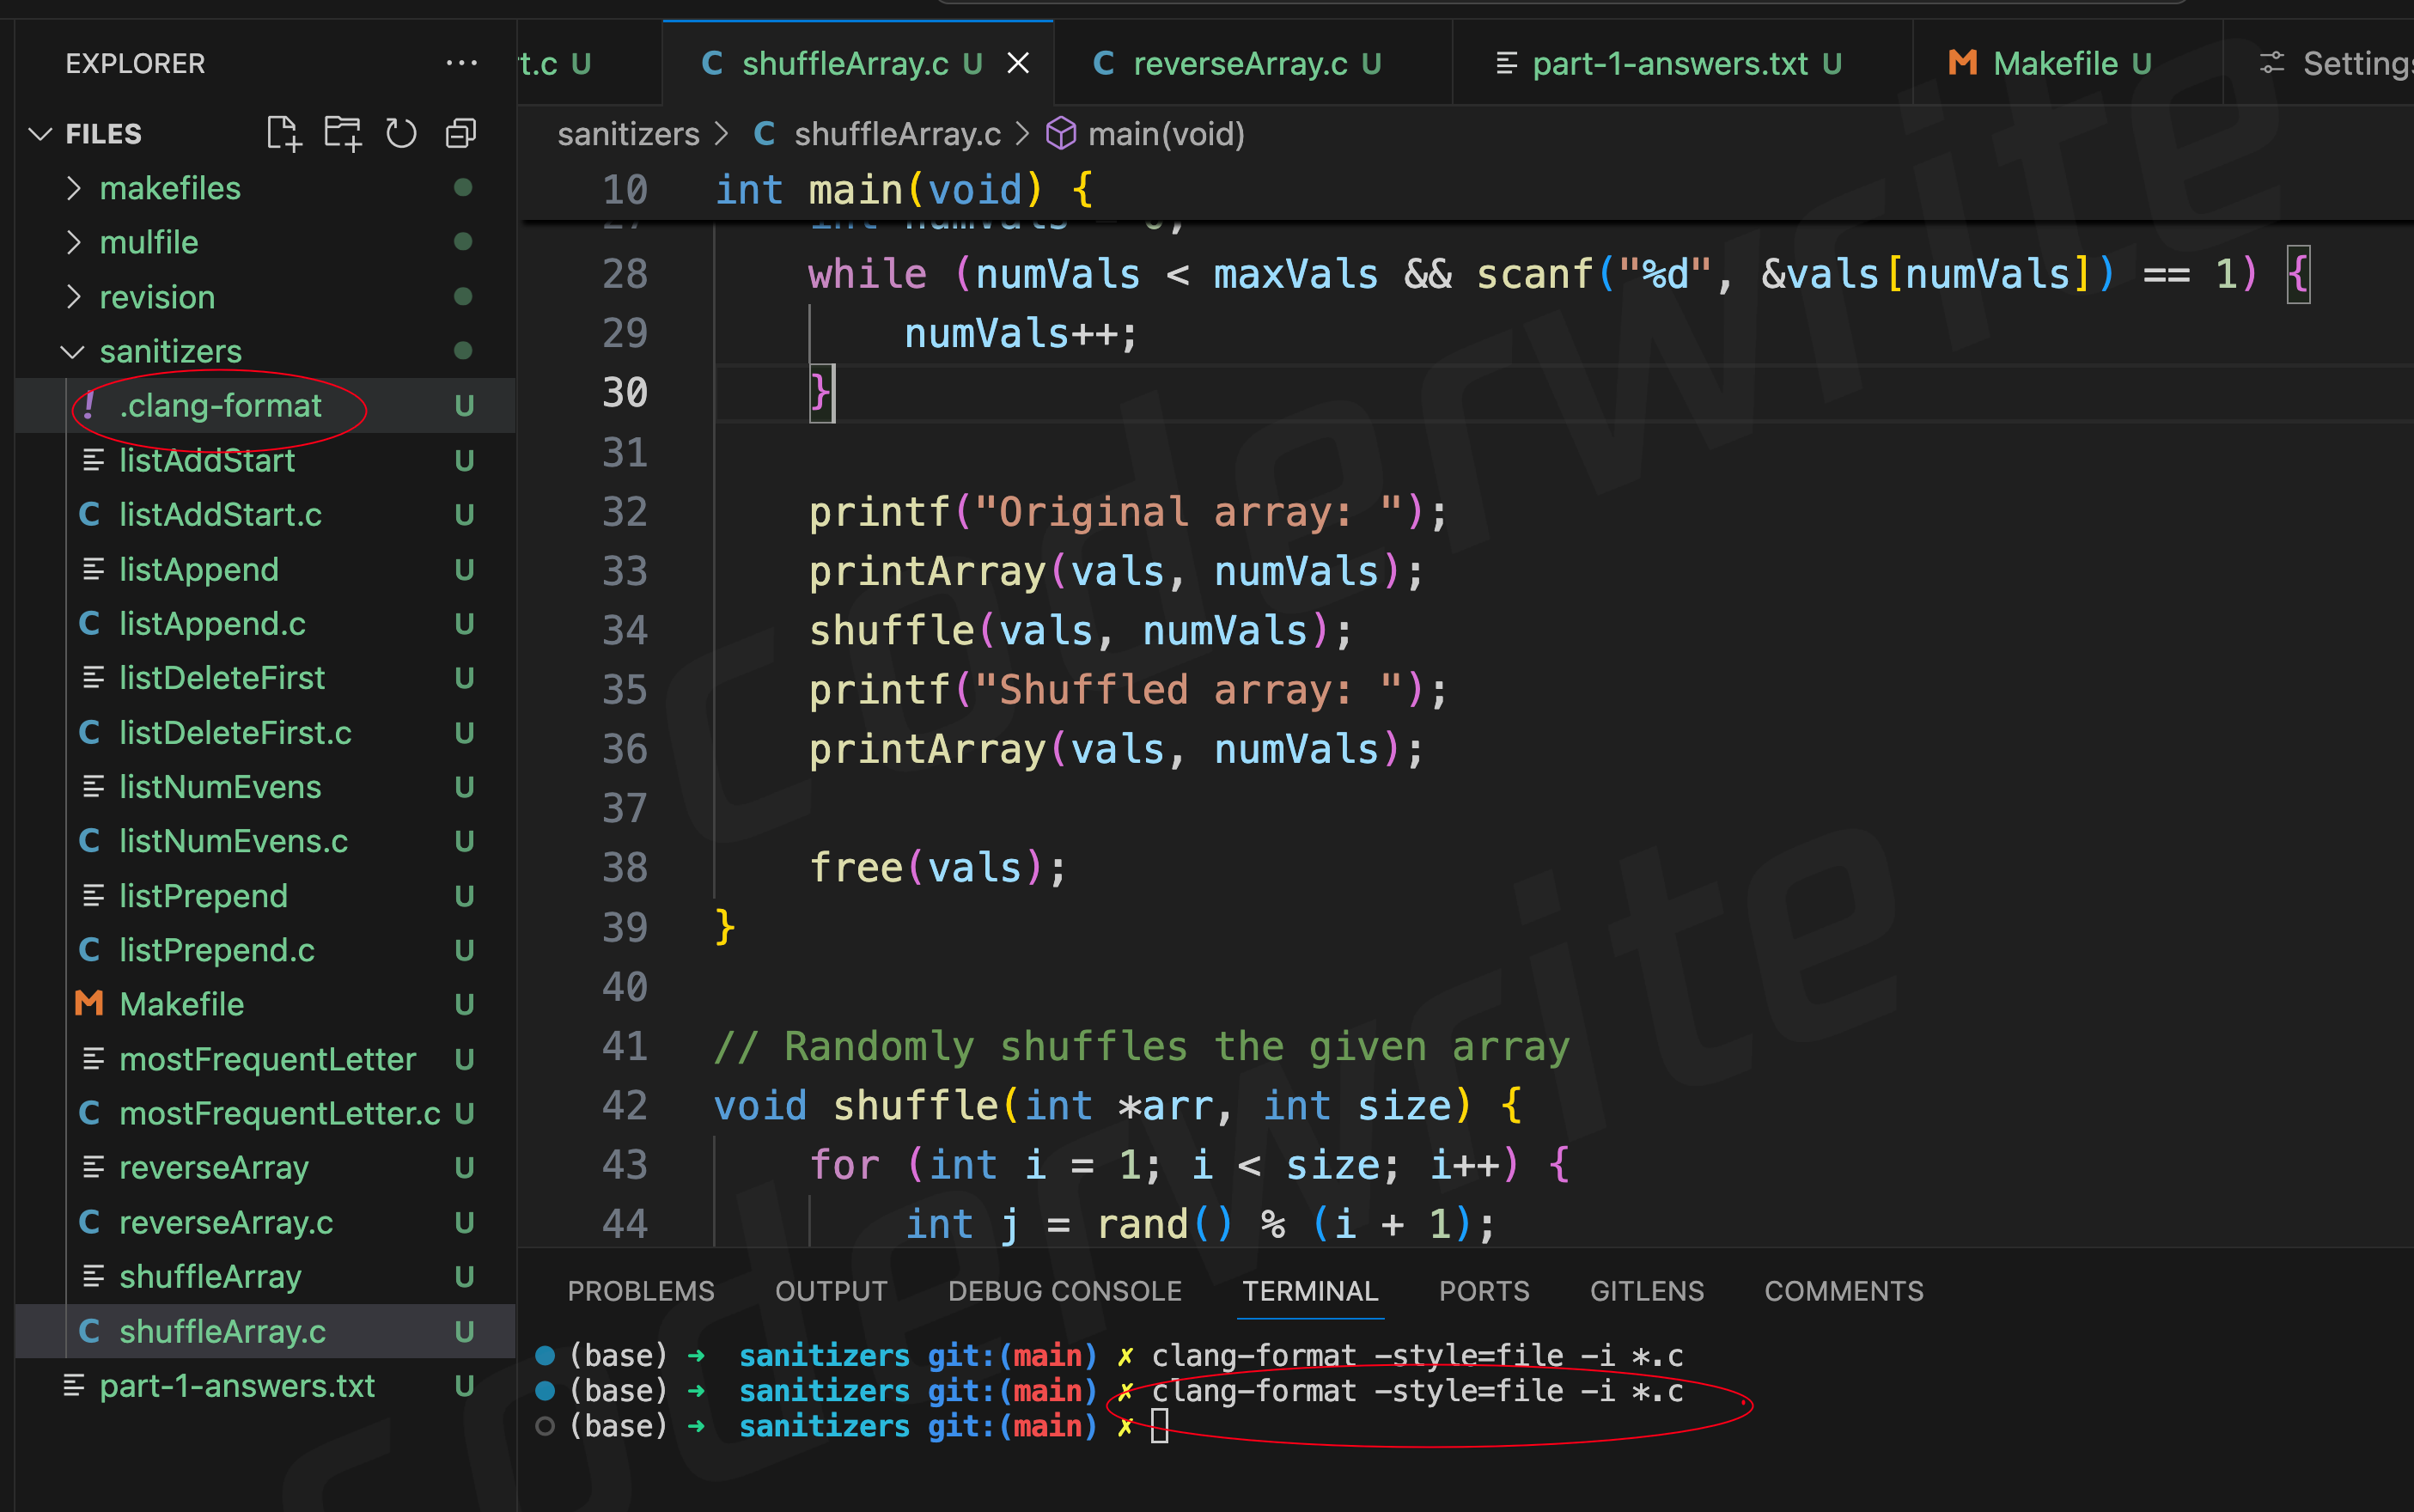 EXPLORER
FILES
makefiles
mulfile
revision
sanitizers
! .clang-format U
listAddStart U
C listAddStart.c U
listAppend U
C listAppend.c U
listDeleteFirst U
C listDeleteFirst.c U
listNumEvens U
C listNumEvens.c U
listPrepend U
C listPrepend.c U
M Makefile U
mostFrequentLetter U
C mostFrequentLetter.c U
reverseArray U
C reverseArray.c U
shuffleArray U
C shuffleArray.c U
part-1-answers.txt U
t.c U
C shuffleArray.c U
C reverseArray.c U
part-1-answers.txt U
M Makefile U
Settings
sanitizers > C shuffleArray.c > main(void)
10 int main(void) {
28 while (numVals < maxVals && scanf("%d", &vals[numVals]) == 1) {
29 numVals++;
30 }
31
32 printf("Original array: ");
33 printArray(vals, numVals);
34 shuffle(vals, numVals);
35 printf("Shuffled array: ");
36 printArray(vals, numVals);
37
38 free(vals);
39 }
40
41 // Randomly shuffles the given array
42 void shuffle(int *arr, int size) {
43 for (int i = 1; i < size; i++) {
44 int j = rand() % (i + 1);
PROBLEMS OUTPUT DEBUG CONSOLE TERMINAL PORTS GITLENS COMMENTS
(base) → sanitizers git:(main) ✗ clang-format -style=file -i *.c
(base) → sanitizers git:(main) ✗ clang-format -style=file -i *.c
(base) → sanitizers git:(main) ✗
coderwrite
coderwrite